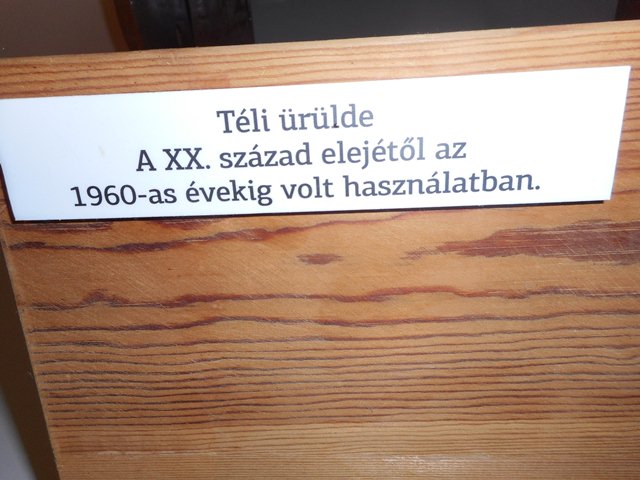 Téli ürülde
A XX. század elejétől az
1960-as évekig volt használatban.